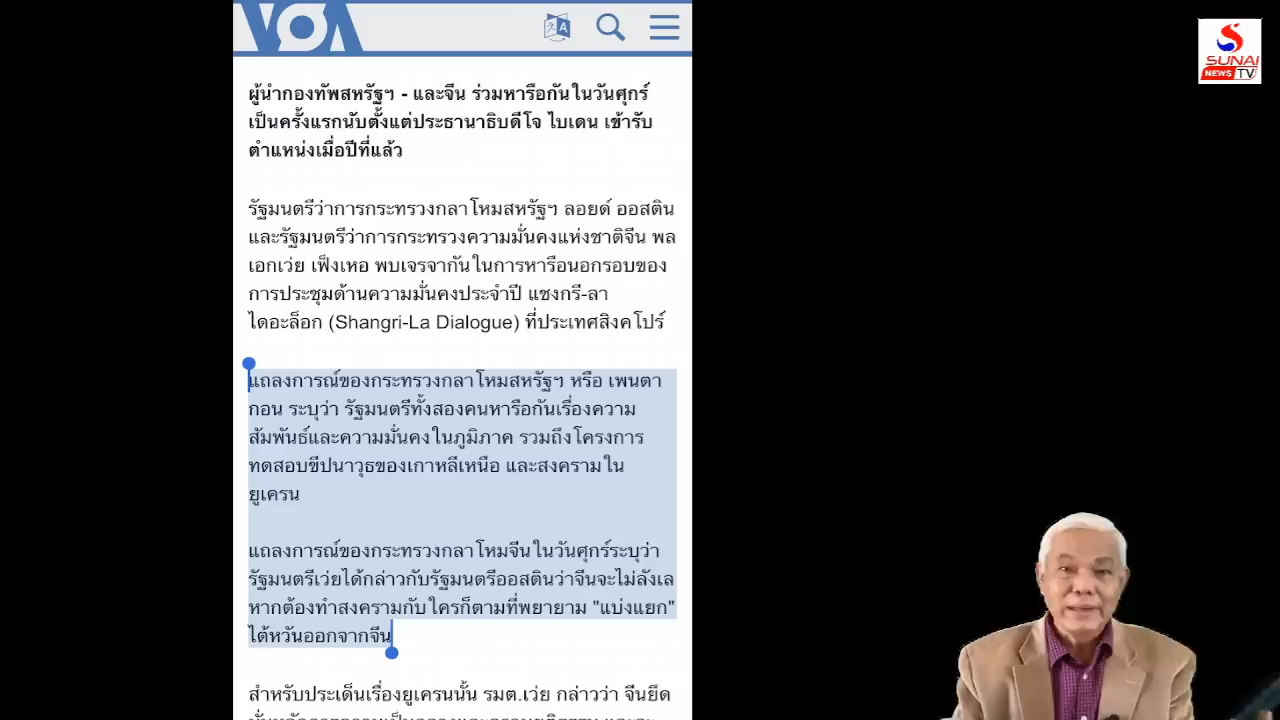 VOA
SUNAI
NEWS TV
ผู้นำกองทัพสหรัฐฯ - และจีน ร่วมหารือกันในวันศุกร์
เป็นครั้งแรกนับตั้งแต่ประธานาธิบดีโจ ไบเดน เข้ารับ
ตำแหน่งเมื่อปีที่แล้ว
รัฐมนตรีว่าการกระทรวงกลาโหมสหรัฐฯ ลอยด์ ออสติน
และรัฐมนตรีว่าการกระทรวงความมั่นคงแห่งชาติจีน พล
เอกเว่ย เฟ็งเหอ พบเจรจากันในการหารือนอกรอบของ
การประชุมด้านความมั่นคงประจำปี แชงกรี-ลา
ไดอะล็อก (Shangri-La Dialogue) ที่ประเทศสิงคโปร์
แถลงการณ์ของกระทรวงกลาโหมสหรัฐฯ หรือ เพนตา
กอน ระบุว่า รัฐมนตรีทั้งสองคนหารือกันเรื่องความ
สัมพันธ์และความมั่นคงในภูมิภาค รวมถึงโครงการ
ทดสอบขีปนาวุธของเกาหลีเหนือ และสงครามใน
ยูเครน
แถลงการณ์ของกระทรวงกลาโหมจีนในวันศุกร์ระบุว่า
รัฐมนตรีเว่ยได้กล่าวกับรัฐมนตรีออสตินว่าจีนจะไม่ลังเล
หากต้องทำสงครามกับใครก็ตามที่พยายาม "แบ่งแยก"
ไต้หวันออกจากจีน
สำหรับประเด็นเรื่องยูเครนนั้น รมต.เว่ย กล่าวว่า จีนยึด